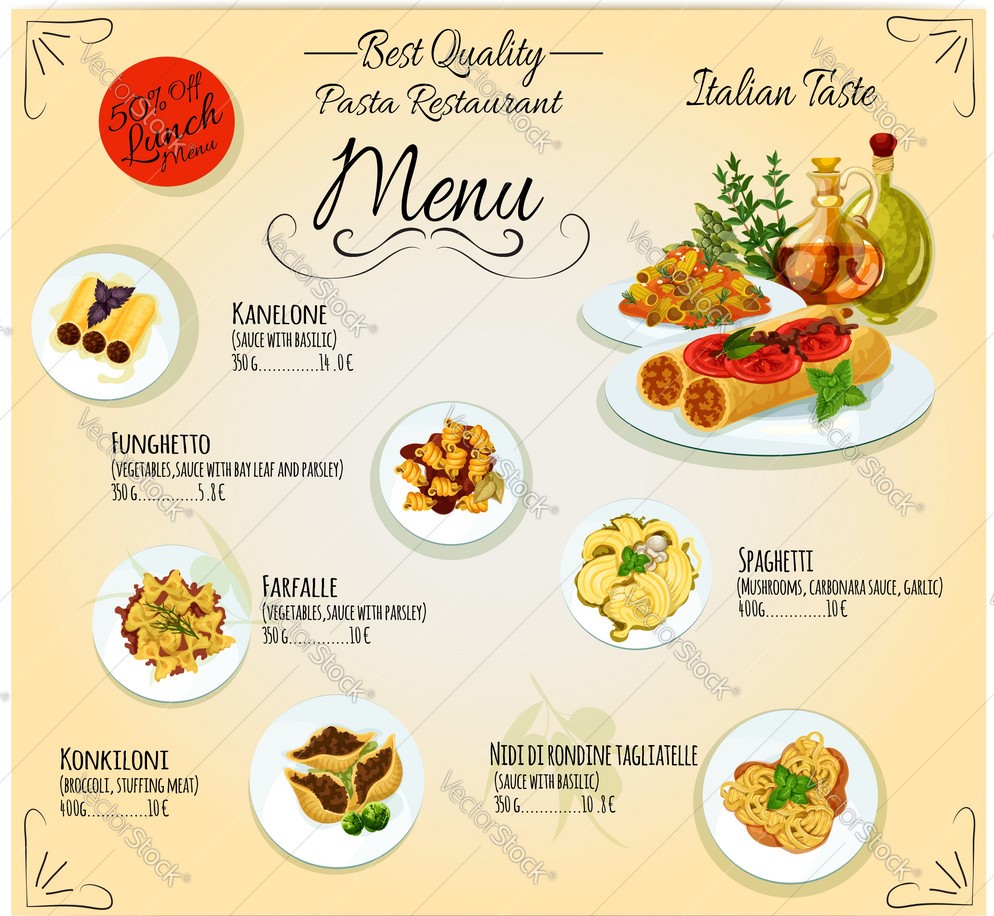 50% Off
Lunch
Menu
Best Quality
Pasta Restaurant
Menu
Italian Taste
Kanelone
(sauce with basilic)
350 g.............14.0€
Funghetto
(vegetables,sauce with bay leaf and parsley)
350 g.............5.8€
Farfalle
(vegetables,sauce with parsley)
350 g.............10€
Spaghetti
(Mushrooms, carbonara sauce, garlic)
400g.............10€
Konkiloni
(broccoli, stuffing meat)
400g.............10€
Nidi di rondine tagliatelle
(sauce with basilic)
350 g.............10.8€
VectorStock®